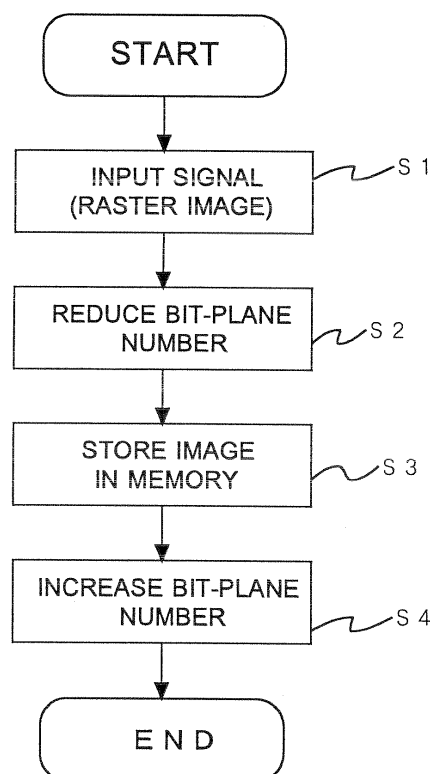 START
INPUT SIGNAL
(RASTER IMAGE)
S 1
REDUCE BIT-PLANE
NUMBER
S 2
STORE IMAGE
IN MEMORY
S 3
INCREASE BIT-PLANE
NUMBER
S 4
E N D